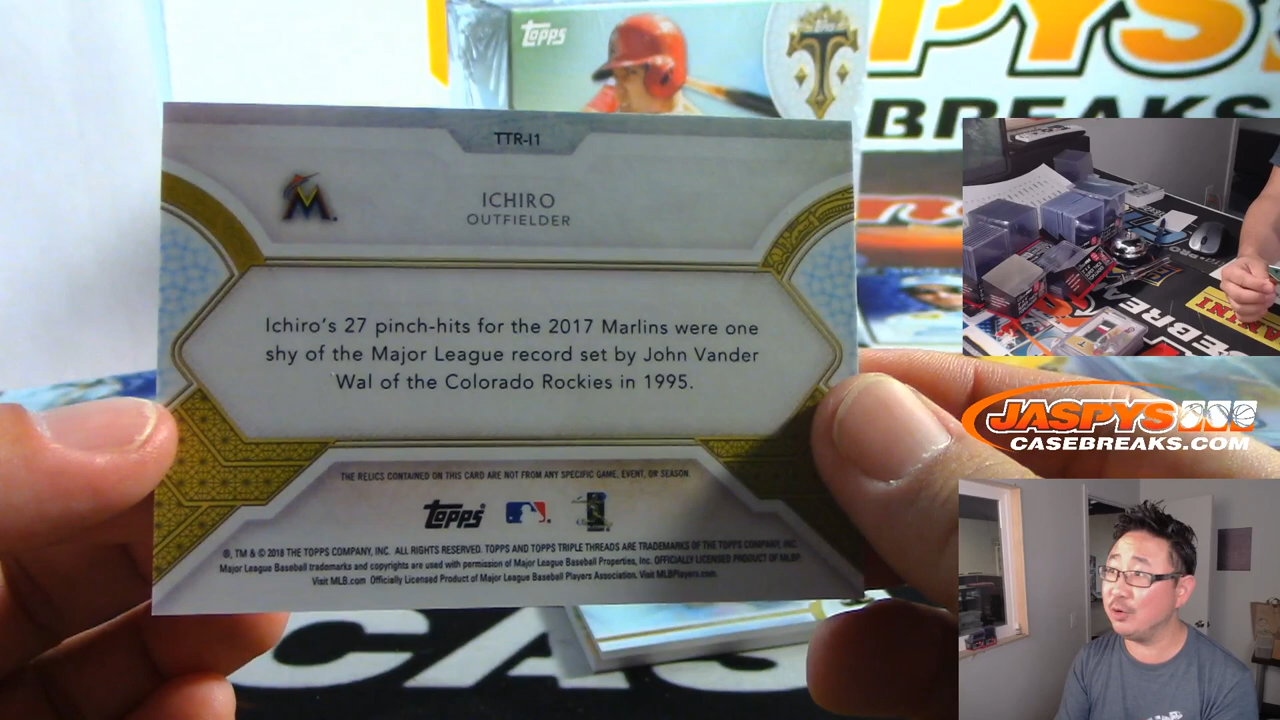 Topps
PYS
BREAKS
TTR-I1
ICHIRO
OUTFIELDER
Ichiro's 27 pinch-hits for the 2017 Marlins were one
shy of the Major League record set by John Vander
Wal of the Colorado Rockies in 1995.
THE RELICS CONTAINED ON THIS CARD ARE NOT FROM ANY SPECIFIC GAME, EVENT, OR SEASON.
Topps
®, TM & © 2018 THE TOPPS COMPANY, INC. ALL RIGHTS RESERVED. TOPPS AND TOPPS TRIPLE THREADS ARE TRADEMARKS OF THE TOPPS COMPANY, INC.
Major League Baseball trademarks and copyrights are used with permission of Major League Baseball Properties, Inc. OFFICIALLY LICENSED PRODUCT OF MLBP
Visit MLB.com Officially Licensed Product of Major League Baseball Players Association. Visit MLBPlayers.com.
PANINI
EBREA
JASPYS
CASEBREAKS.COM
CAS